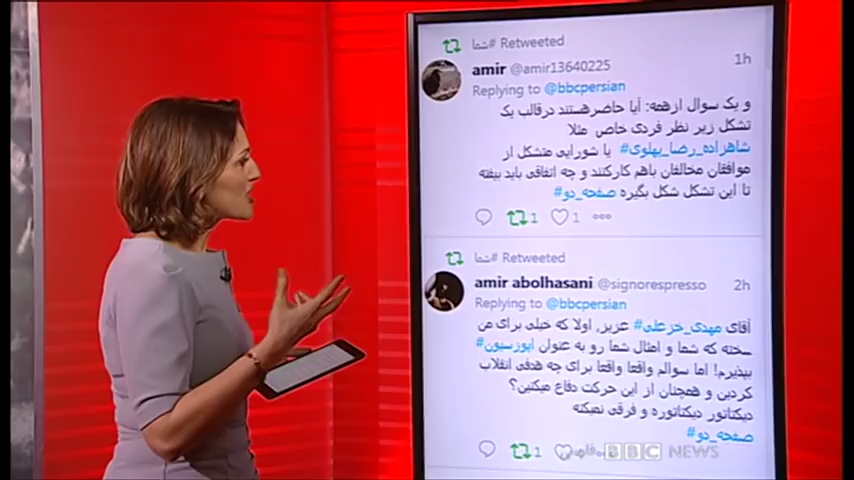 #شما Retweeted
amir @amir13640225 1h
Replying to @bbcpersian
و یک سوال ازهمه: آیا حاضرهستند درقالب یک
تشکل زیر نظر فردی خاص مثلا
#شاهزاده_رضا_پهلوی یا شورایی متشکل از
موافقان مخالفان باهم کارکنند و چه اتفاقی باید بیفته
تا این تشکل شکل بگیره #صفحه_دو
1 1
#شما Retweeted
amir abolhasani @signorespresso 2h
Replying to @bbcpersian
آقای #مهدی_خزعلی عزیز, اولا که خیلی برای من
سخته که شما و امثال شما رو به عنوان #اپوزسیون
بپذیرم! اما سوالم واقعا واقعا برای چه هدفی انقلاب
کردین و همچنان از این حرکت دفاع میکنین؟
دیکتاتور دیکتاتوره و فرقی نمیکنه
#صفحه_دو
1
BBC NEWS فارسی